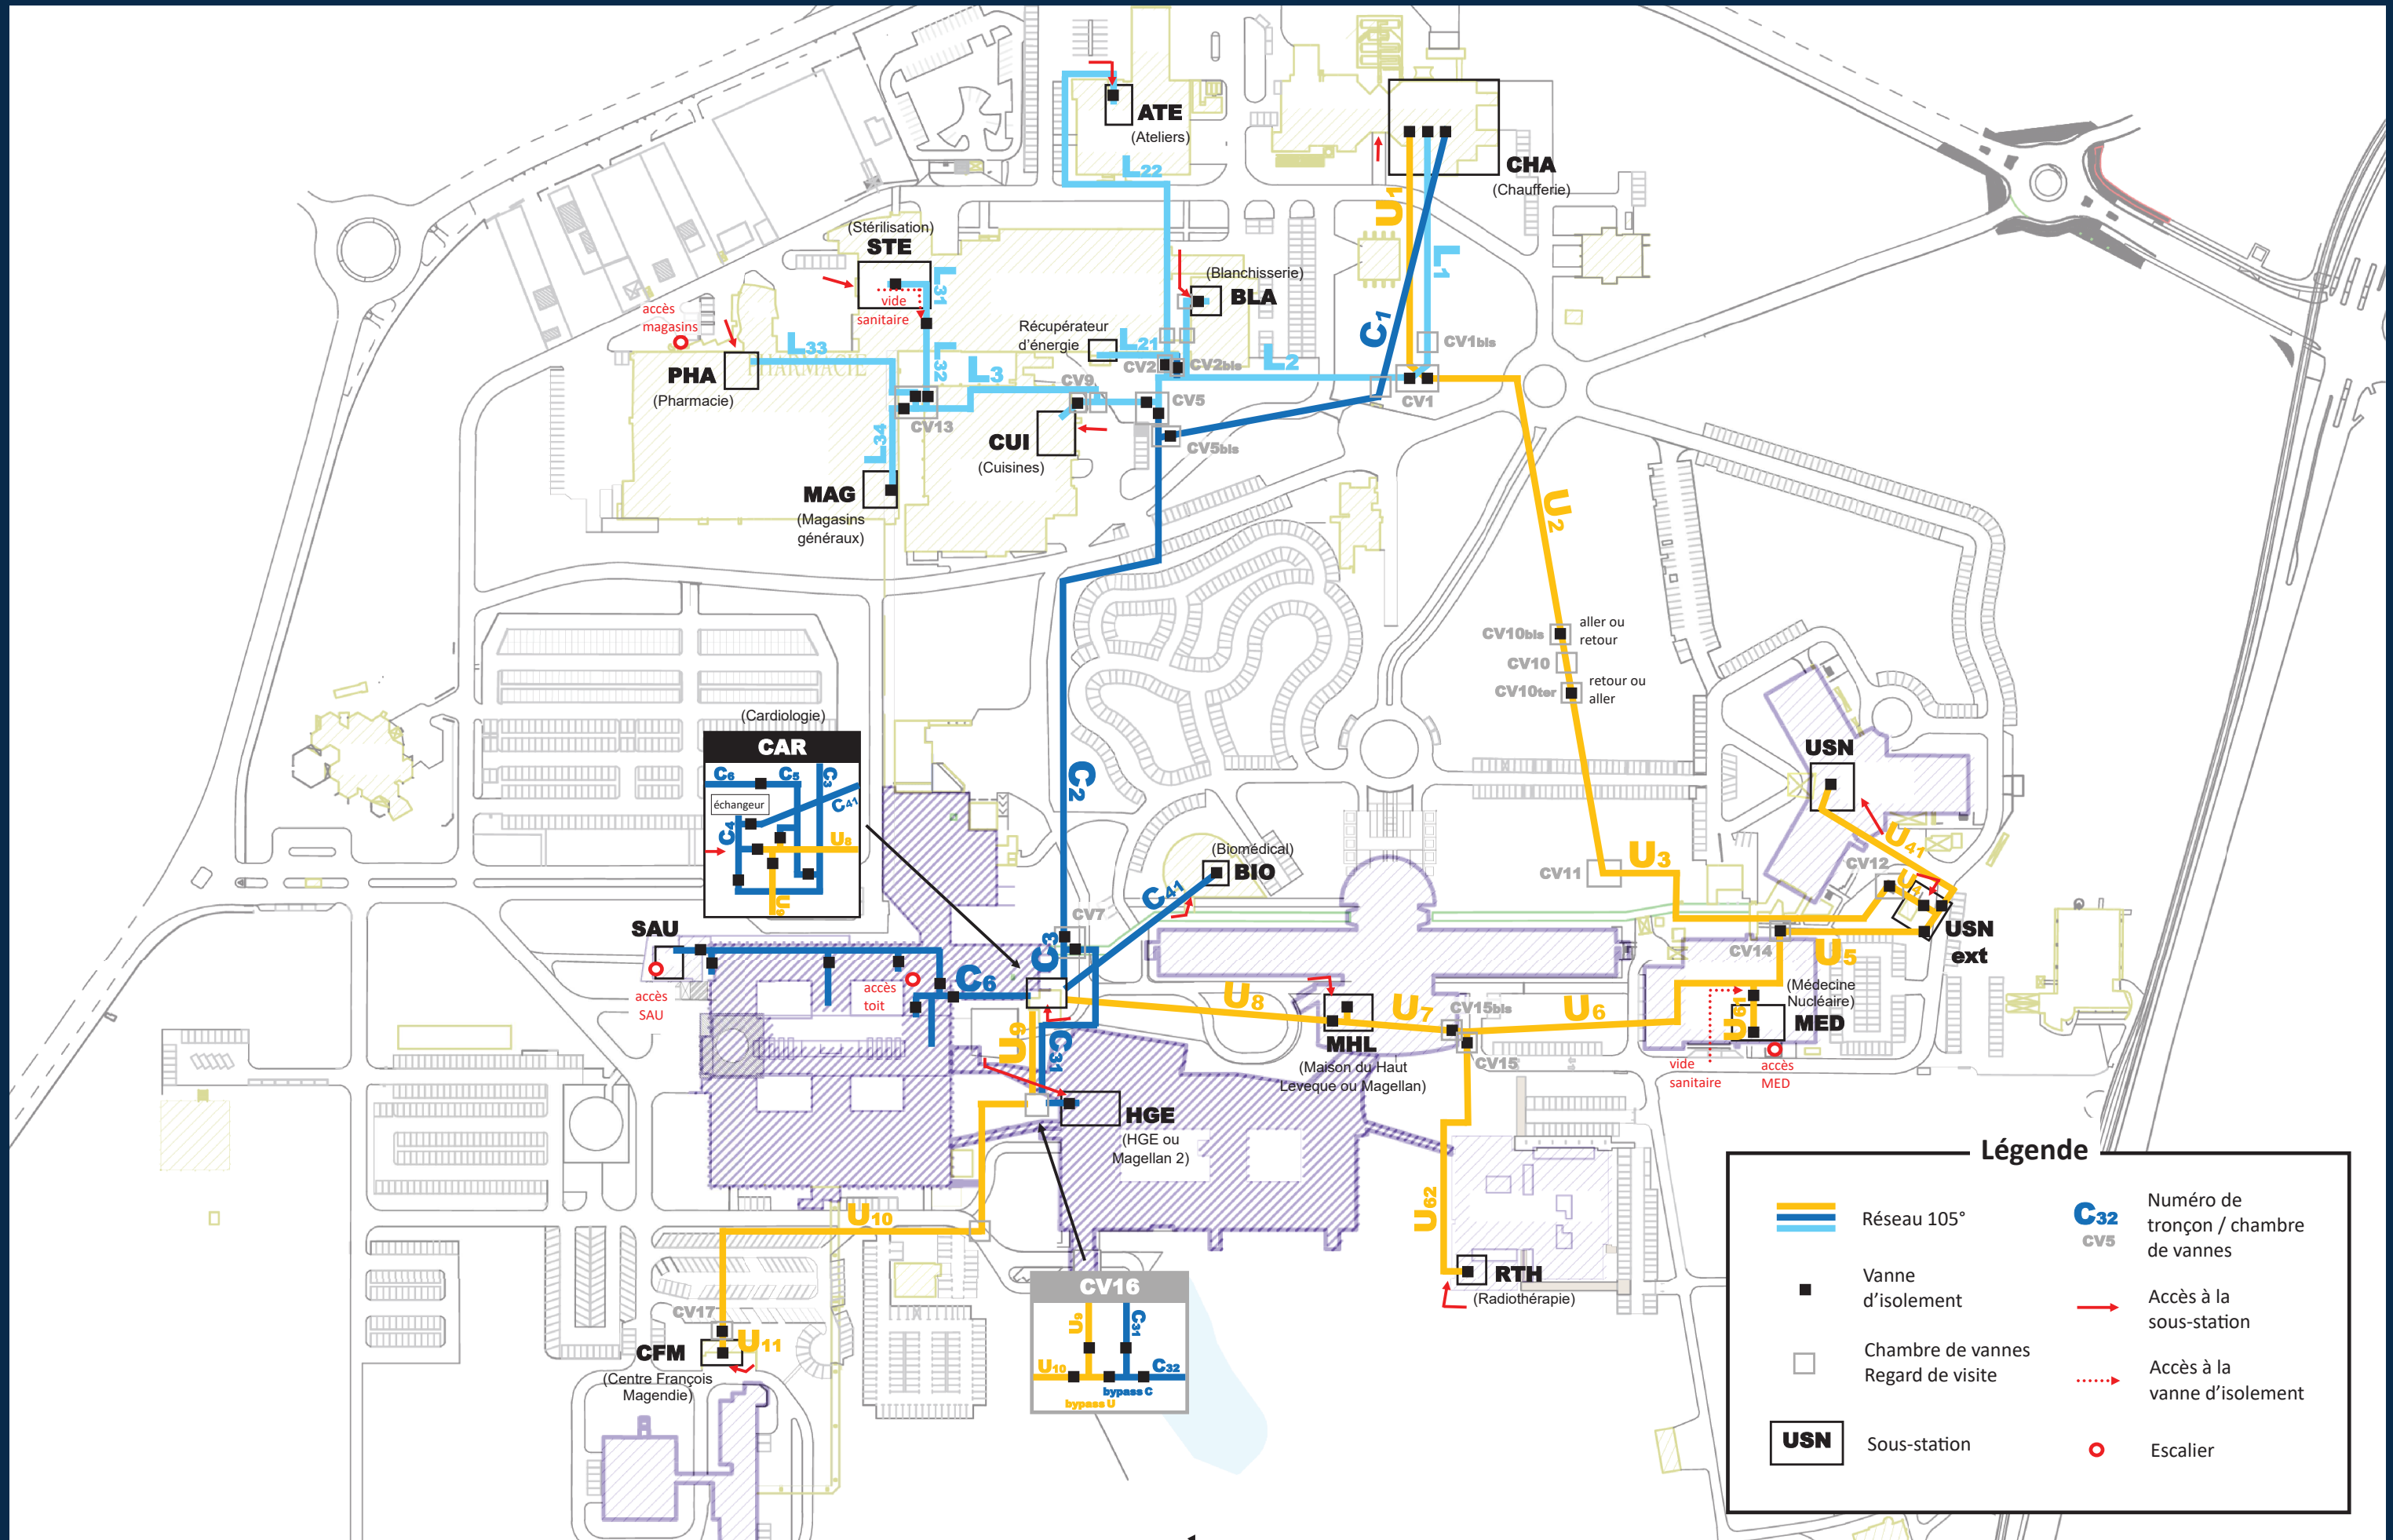 ATE
(Ateliers)
CHA
(Chaufferie)
L22
U1
L1
(Stérilisation)
STE
L31
vide
sanitaire
(Blanchisserie)
BLA
accès
magasins
Récupérateur
d'énergie
L21
CV2
CV2bis
L2
C1
CV1bis
CV1
L33
PHARMACIE
PHA
(Pharmacie)
L32
L3
CV9
CV5
CV13
CV5bis
CUI
(Cuisines)
L34
MAG
(Magasins
généraux)
U2
CV10bis
aller ou
retour
CV10
CV10ter
retour ou
aller
(Cardiologie)
CAR
C6
C5
C3
C41
échangeur
C4
U8
U9
C2
USN
U41
CV12
U3
CV11
(Biomédical)
BIO
C41
CV7
C3
SAU
accès
SAU
accès
toit
C6
USN
ext
CV14
U5
(Médecine
Nucléaire)
MED
U61
vide
sanitaire
accès
MED
U8
U7
CV15bis
U6
CV15
MHL
(Maison du Haut
Leveque ou Magellan)
U9
C31
HGE
(HGE ou
Magellan 2)
U62
RTH
(Radiothérapie)
U10
CV17
U11
CFM
(Centre François
Magendie)
CV16
U9
C31
U10
C32
bypass C
bypass U
Légende
Réseau 105°
C32
CV5
Numéro de
tronçon / chambre
de vannes
Vanne
d'isolement
Accès à la
sous-station
Chambre de vannes
Regard de visite
Accès à la
vanne d'isolement
USN
Sous-station
Escalier